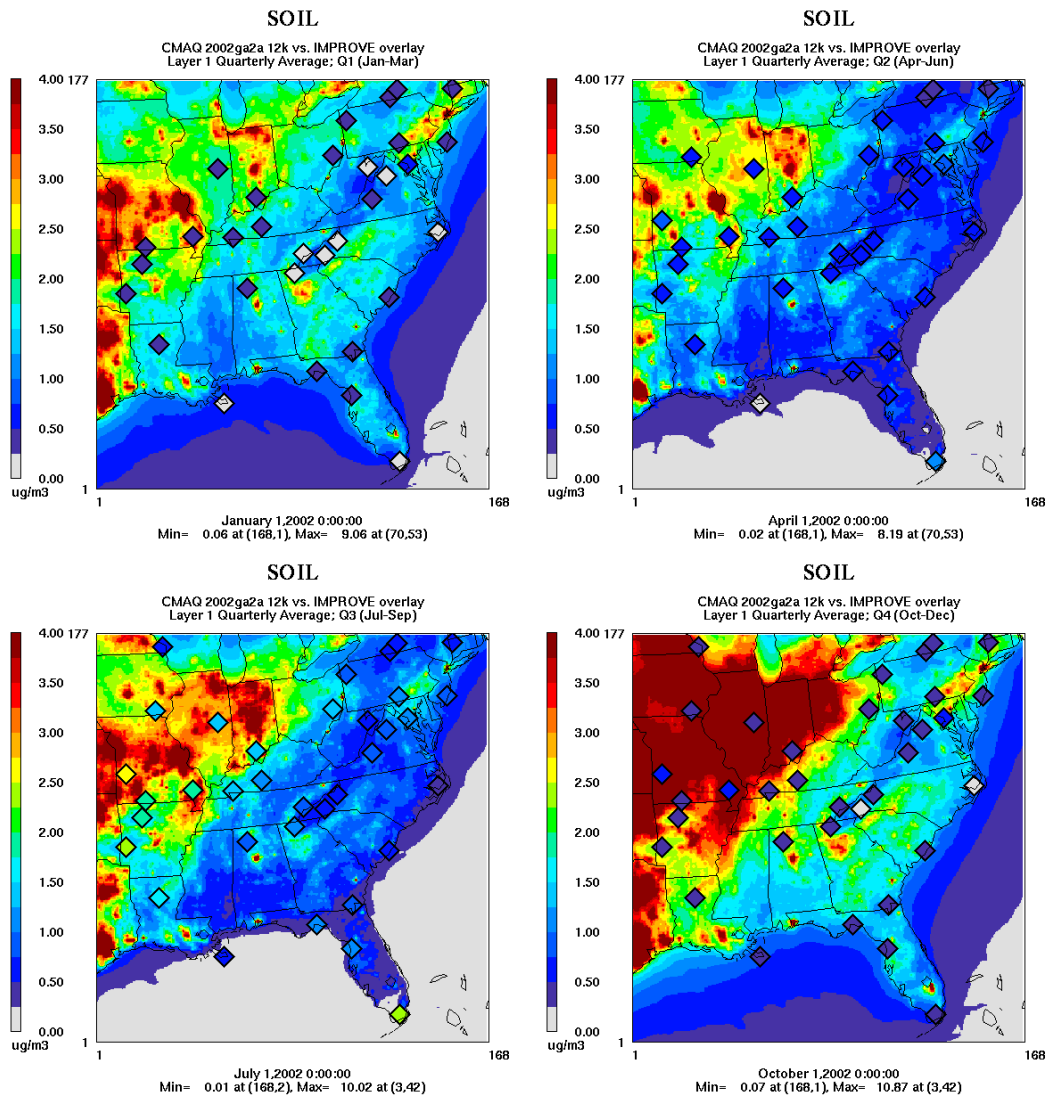 SOIL
CMAQ 2002ga2a 12k vs. IMPROVE overlay
Layer 1 Quarterly Average; Q1 (Jan-Mar)
4.00 177
3.50
3.00
2.50
2.00
1.50
1.00
0.50
0.00
ug/m3
1
1 168
January 1,2002 0:00:00
Min= 0.06 at (168,1), Max= 9.06 at (70,53)
SOIL
CMAQ 2002ga2a 12k vs. IMPROVE overlay
Layer 1 Quarterly Average; Q2 (Apr-Jun)
4.00 177
3.50
3.00
2.50
2.00
1.50
1.00
0.50
0.00
ug/m3
1
1 168
April 1,2002 0:00:00
Min= 0.02 at (168,1), Max= 8.19 at (70,53)
SOIL
CMAQ 2002ga2a 12k vs. IMPROVE overlay
Layer 1 Quarterly Average; Q3 (Jul-Sep)
4.00 177
3.50
3.00
2.50
2.00
1.50
1.00
0.50
0.00
ug/m3
1
1 168
July 1,2002 0:00:00
Min= 0.01 at (168,2), Max= 10.02 at (3,42)
SOIL
CMAQ 2002ga2a 12k vs. IMPROVE overlay
Layer 1 Quarterly Average; Q4 (Oct-Dec)
4.00 177
3.50
3.00
2.50
2.00
1.50
1.00
0.50
0.00
ug/m3
1
1 168
October 1,2002 0:00:00
Min= 0.07 at (168,1), Max= 10.87 at (3,42)